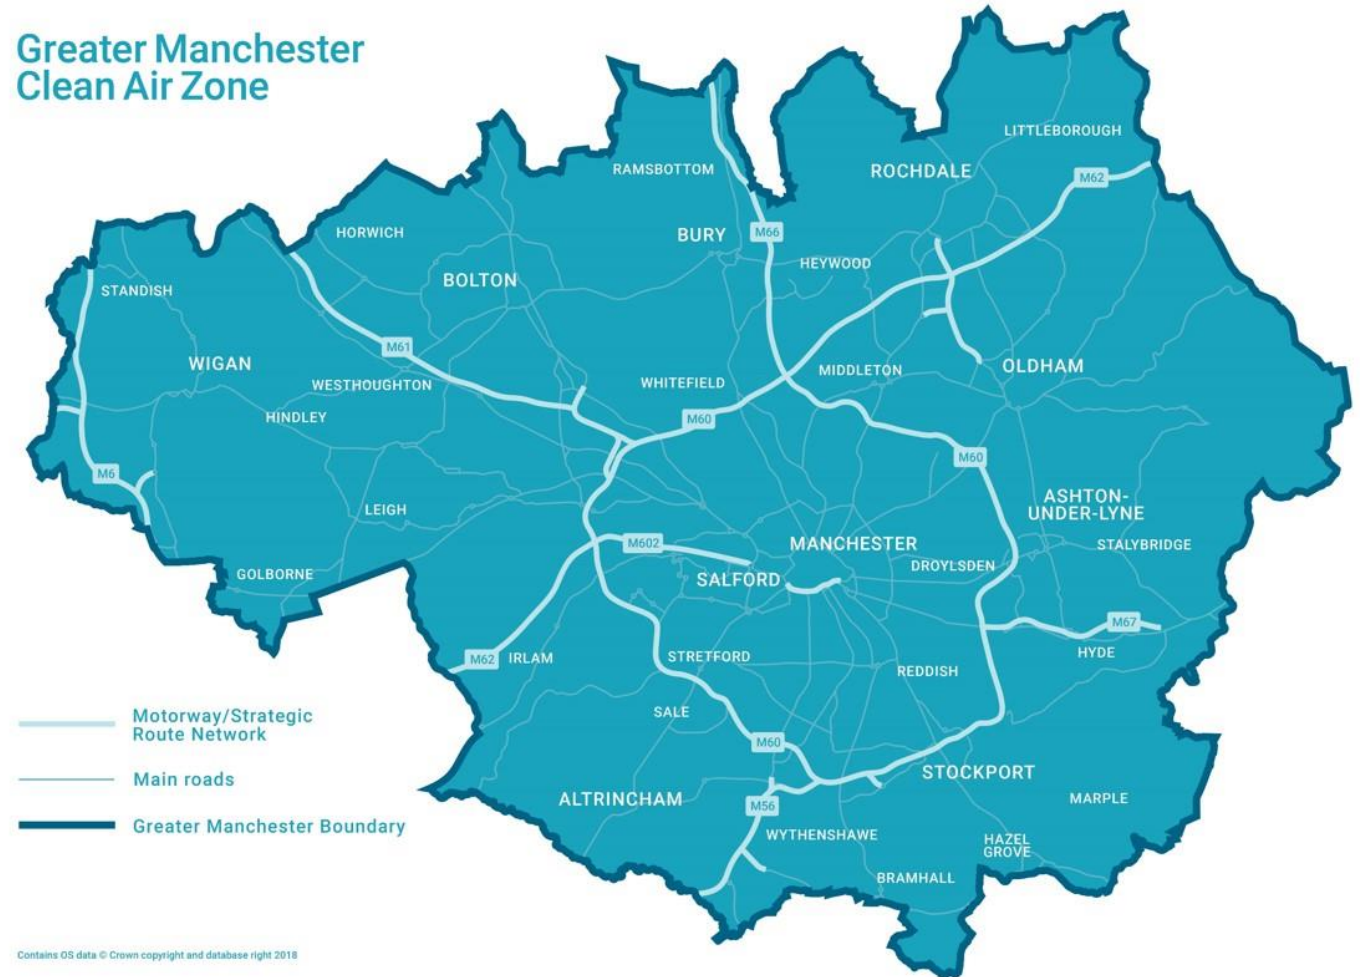 Greater Manchester
Clean Air Zone
LITTLEBOROUGH
RAMSBOTTOM
ROCHDALE
M62
HORWICH
BURY
M66
HEYWOOD
BOLTON
STANDISH
M61
WIGAN
WESTHOUGHTON
WHITEFIELD
MIDDLETON
OLDHAM
HINDLEY
M60
M60
M6
LEIGH
ASHTON-
UNDER-LYNE
M602
MANCHESTER
STALYBRIDGE
GOLBORNE
SALFORD
DROYLSDEN
M67
M62
IRLAM
STRETFORD
REDDISH
HYDE
SALE
M60
STOCKPORT
ALTRINCHAM
M56
MARPLE
WYTHENSHAWE
HAZEL
GROVE
BRAMHALL
Motorway/Strategic
Route Network
Main roads
Greater Manchester Boundary
Contains OS data © Crown copyright and database right 2018